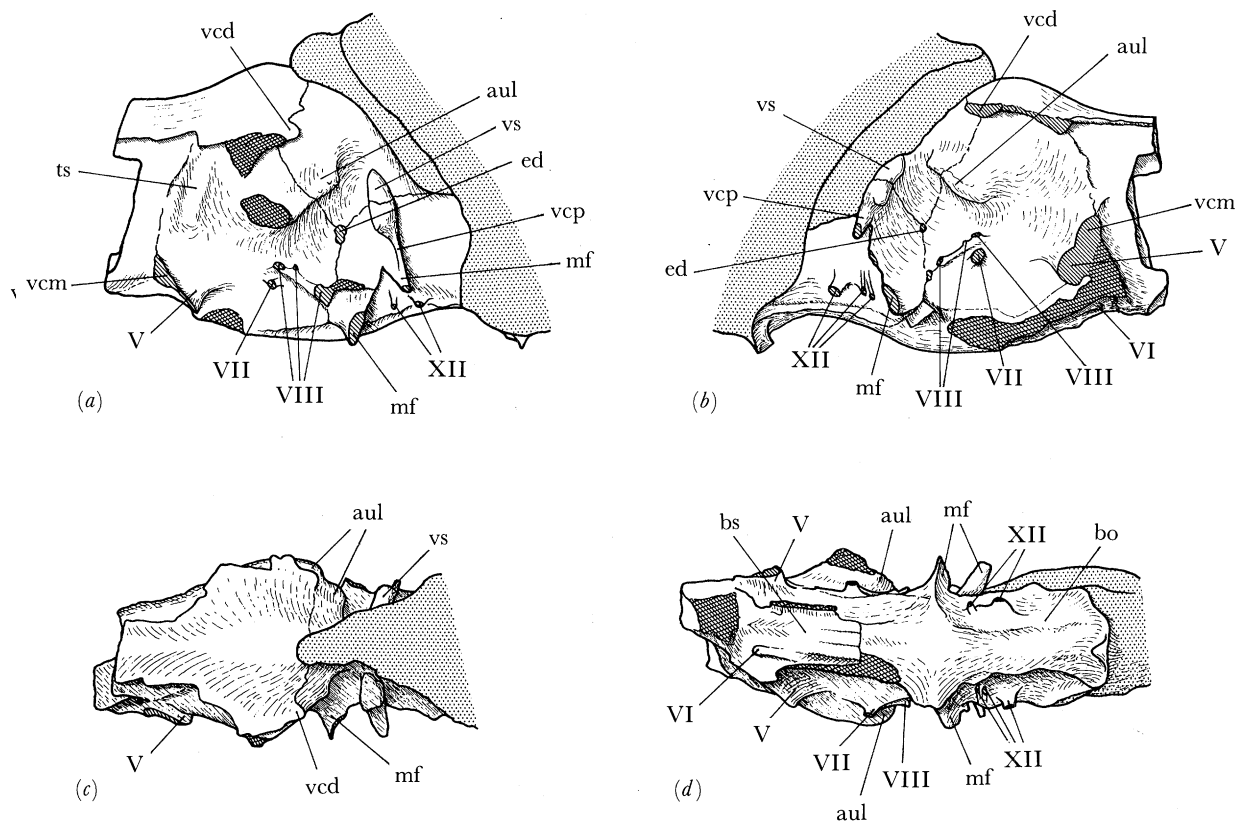 vcd
aul
vs
ed
ts
vcp
mf
vcm
V
VII
VIII
XII
mf
(a)
vcd
aul
vs
vcp
vcm
V
ed
VI
XII
mf
VIII
VII
VIII
(b)
aul
vs
V
vcd
mf
(c)
bs
V
aul
mf
XII
bo
VI
V
VII
VIII
aul
mf
XII
(d)